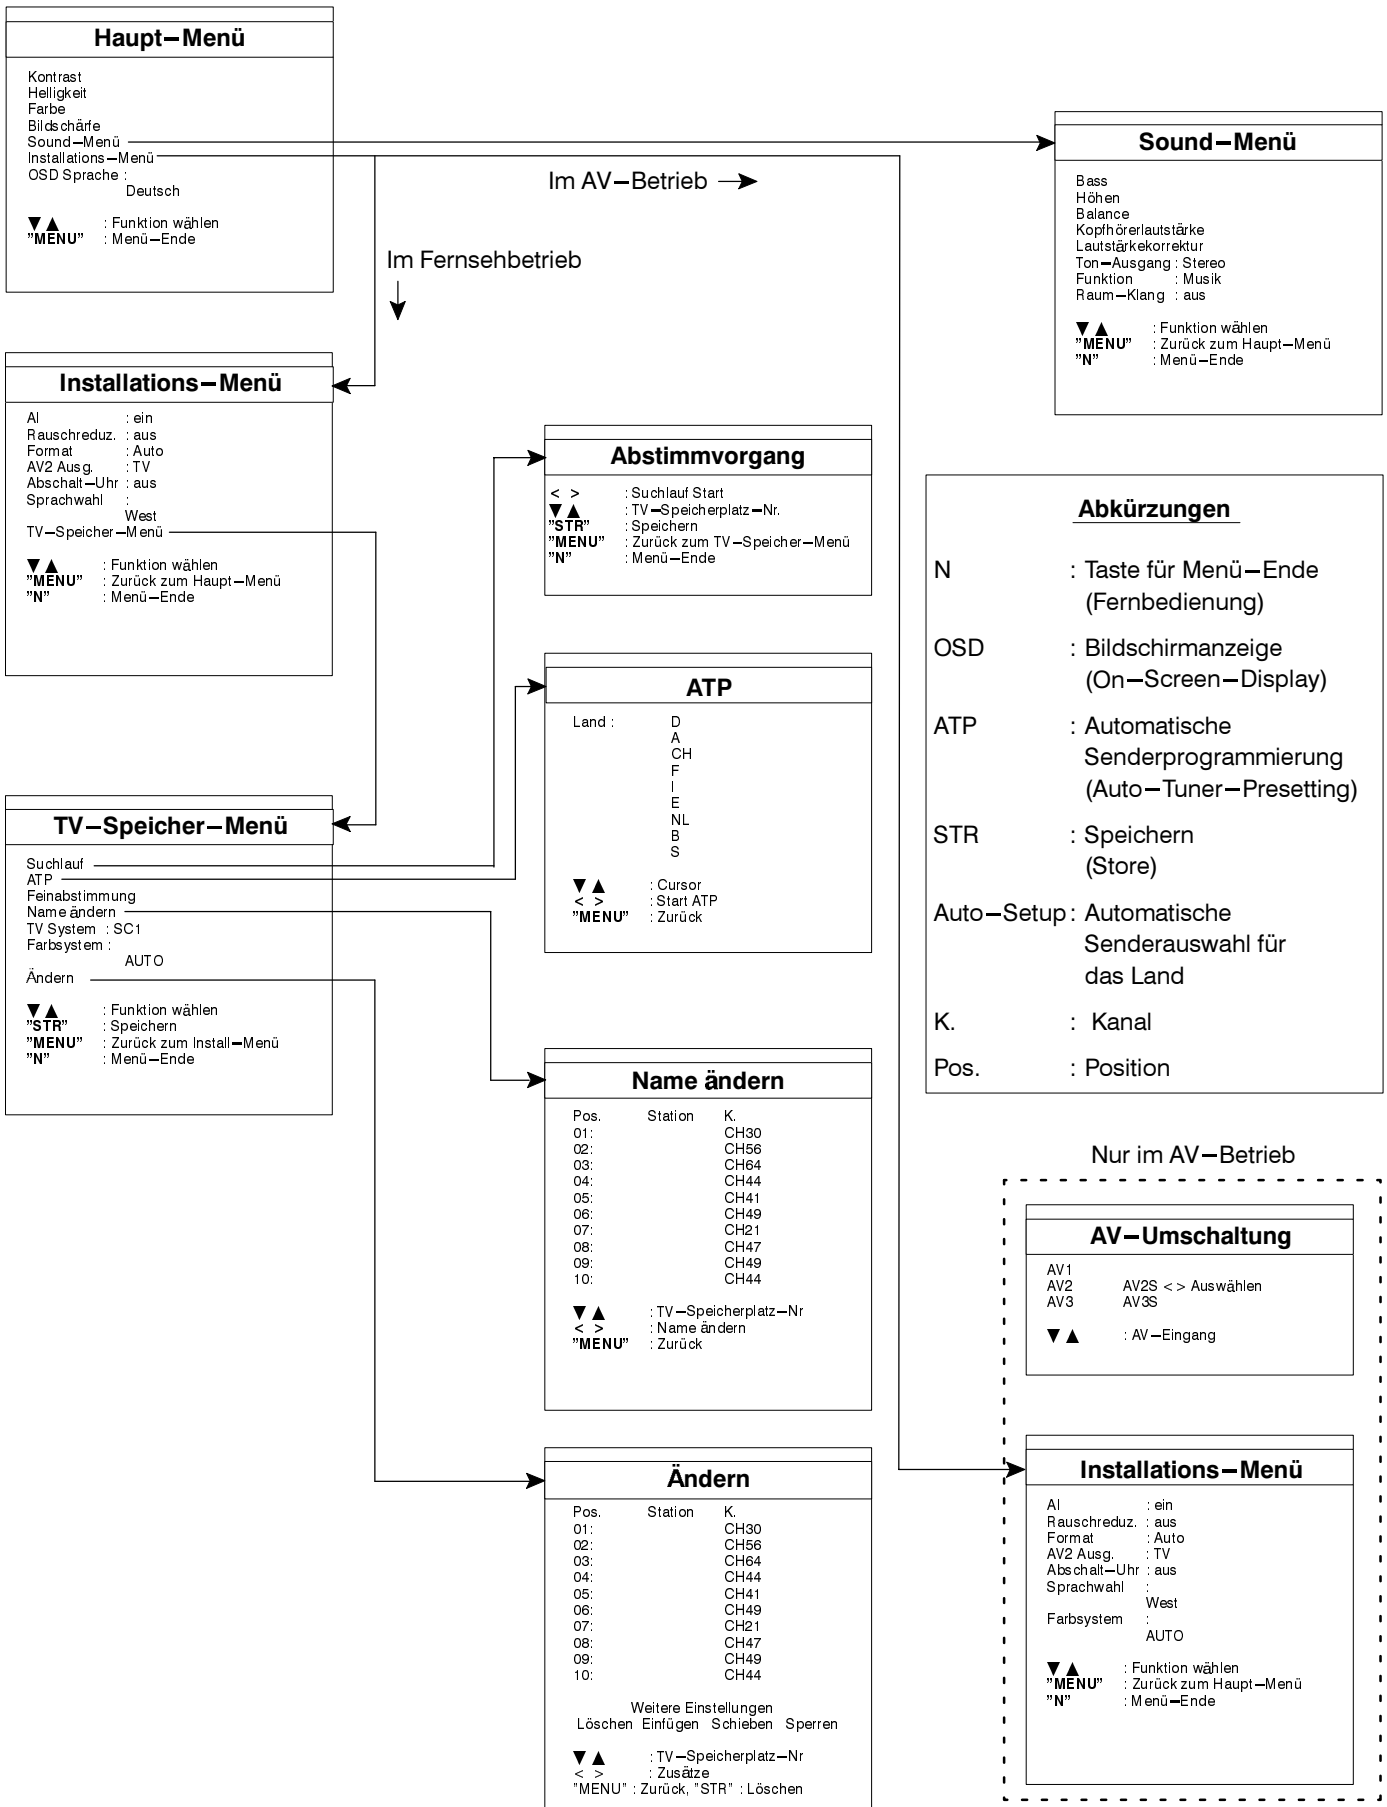 Haupt–Menü
Kontrast
Helligkeit
Farbe
Bildschärfe
Sound–Menü
Installations–Menü
OSD Sprache :
Deutsch
▼ ▲ : Funktion wählen
"MENU" : Menü–Ende
Im AV–Betrieb
Im Fernsehbetrieb
Sound–Menü
Bass
Höhen
Balance
Kopfhörerlautstärke
Lautstärkekorrektur
Ton–Ausgang : Stereo
Funktion : Musik
Raum–Klang : aus
▼ ▲ : Funktion wählen
"MENU" : Zurück zum Haupt–Menü
"N" : Menü–Ende
Installations–Menü
AI : ein
Rauschreduz. : aus
Format : Auto
AV2 Ausg. : TV
Abschalt–Uhr : aus
Sprachwahl :
West
TV–Speicher–Menü
▼ ▲ : Funktion wählen
"MENU" : Zurück zum Haupt–Menü
"N" : Menü–Ende
Abstimmvorgang
< > : Suchlauf Start
▼ ▲ : TV–Speicherplatz–Nr.
"STR" : Speichern
"MENU" : Zurück zum TV–Speicher–Menü
"N" : Menü–Ende
ATP
Land : D
A
CH
F
I
E
NL
B
S
▼ ▲ : Cursor
< > : Start ATP
"MENU" : Zurück
Abkürzungen
N : Taste für Menü–Ende
(Fernbedienung)
OSD : Bildschirmanzeige
(On–Screen–Display)
ATP : Automatische
Senderprogrammierung
(Auto–Tuner–Presetting)
STR : Speichern
(Store)
Auto–Setup : Automatische
Senderauswahl für
das Land
K. : Kanal
Pos. : Position
TV–Speicher–Menü
Suchlauf
ATP
Feinabstimmung
Name ändern
TV System : SC1
Farbsystem :
AUTO
Ändern
▼ ▲ : Funktion wählen
"STR" : Speichern
"MENU" : Zurück zum Install–Menü
"N" : Menü–Ende
Name ändern
Pos. Station K.
01: CH30
02: CH56
03: CH64
04: CH44
05: CH41
06: CH49
07: CH21
08: CH47
09: CH49
10: CH44
▼ ▲ : TV–Speicherplatz–Nr
< > : Name ändern
"MENU" : Zurück
Ändern
Pos. Station K.
01: CH30
02: CH56
03: CH64
04: CH44
05: CH41
06: CH49
07: CH21
08: CH47
09: CH49
10: CH44
Weitere Einstellungen
Löschen Einfügen Schieben Sperren
▼ ▲ : TV–Speicherplatz–Nr
< > : Zusätze
"MENU" : Zurück, "STR" : Löschen
Nur im AV–Betrieb
AV–Umschaltung
AV1
AV2 AV2S < > Auswählen
AV3 AV3S
▼ ▲ : AV–Eingang
Installations–Menü
AI : ein
Rauschreduz. : aus
Format : Auto
AV2 Ausg. : TV
Abschalt–Uhr : aus
Sprachwahl :
West
Farbsystem :
AUTO
▼ ▲ : Funktion wählen
"MENU" : Zurück zum Haupt–Menü
"N" : Menü–Ende